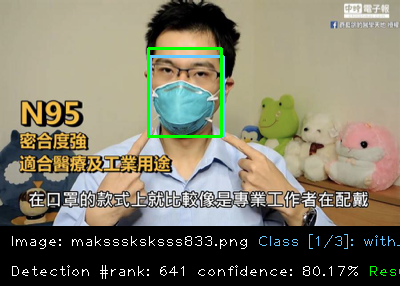 中時電子報
N95
密合度強
適合醫療及工業用途
在口罩的款式上就比較像是專業工作者在配戴
Image: maksssksksss833.png Class [1/3]: with_
Detection #rank: 641 confidence: 80.17% Res